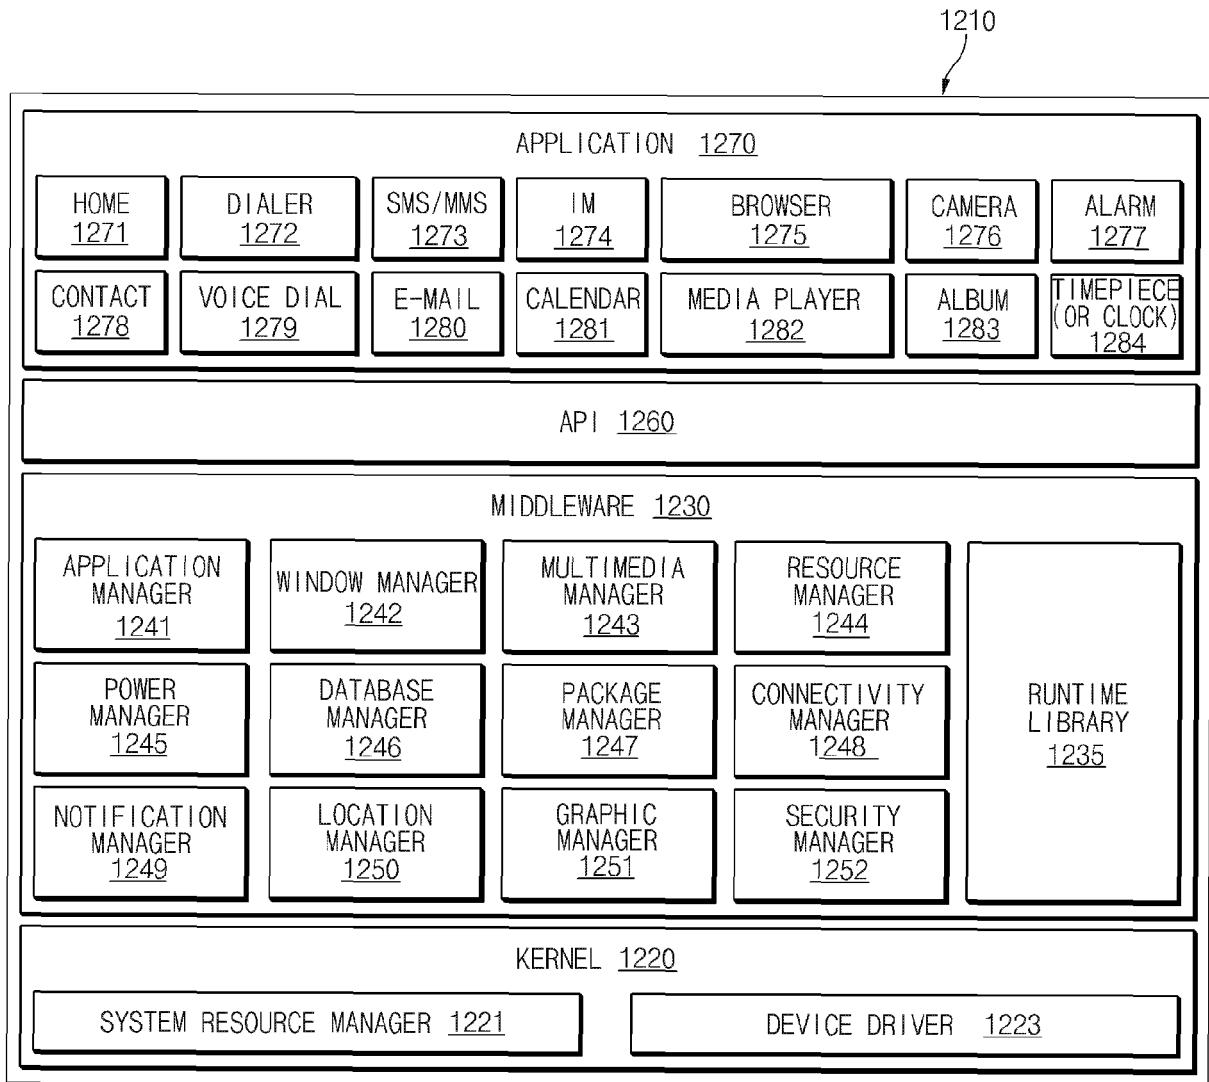 1210
APPLICATION 1270
HOME
1271
DIALER
1272
SMS/MMS
1273
IM
1274
BROWSER
1275
CAMERA
1276
ALARM
1277
CONTACT
1278
VOICE DIAL
1279
E-MAIL
1280
CALENDAR
1281
MEDIA PLAYER
1282
ALBUM
1283
TIMEPIECE
(OR CLOCK)
1284
API 1260
MIDDLEWARE 1230
APPLICATION
MANAGER
1241
WINDOW MANAGER
1242
MULTIMEDIA
MANAGER
1243
RESOURCE
MANAGER
1244
POWER
MANAGER
1245
DATABASE
MANAGER
1246
PACKAGE
MANAGER
1247
CONNECTIVITY
MANAGER
1248
NOTIFICATION
MANAGER
1249
LOCATION
MANAGER
1250
GRAPHIC
MANAGER
1251
SECURITY
MANAGER
1252
RUNTIME
LIBRARY
1235
KERNEL 1220
SYSTEM RESOURCE MANAGER 1221
DEVICE DRIVER 1223